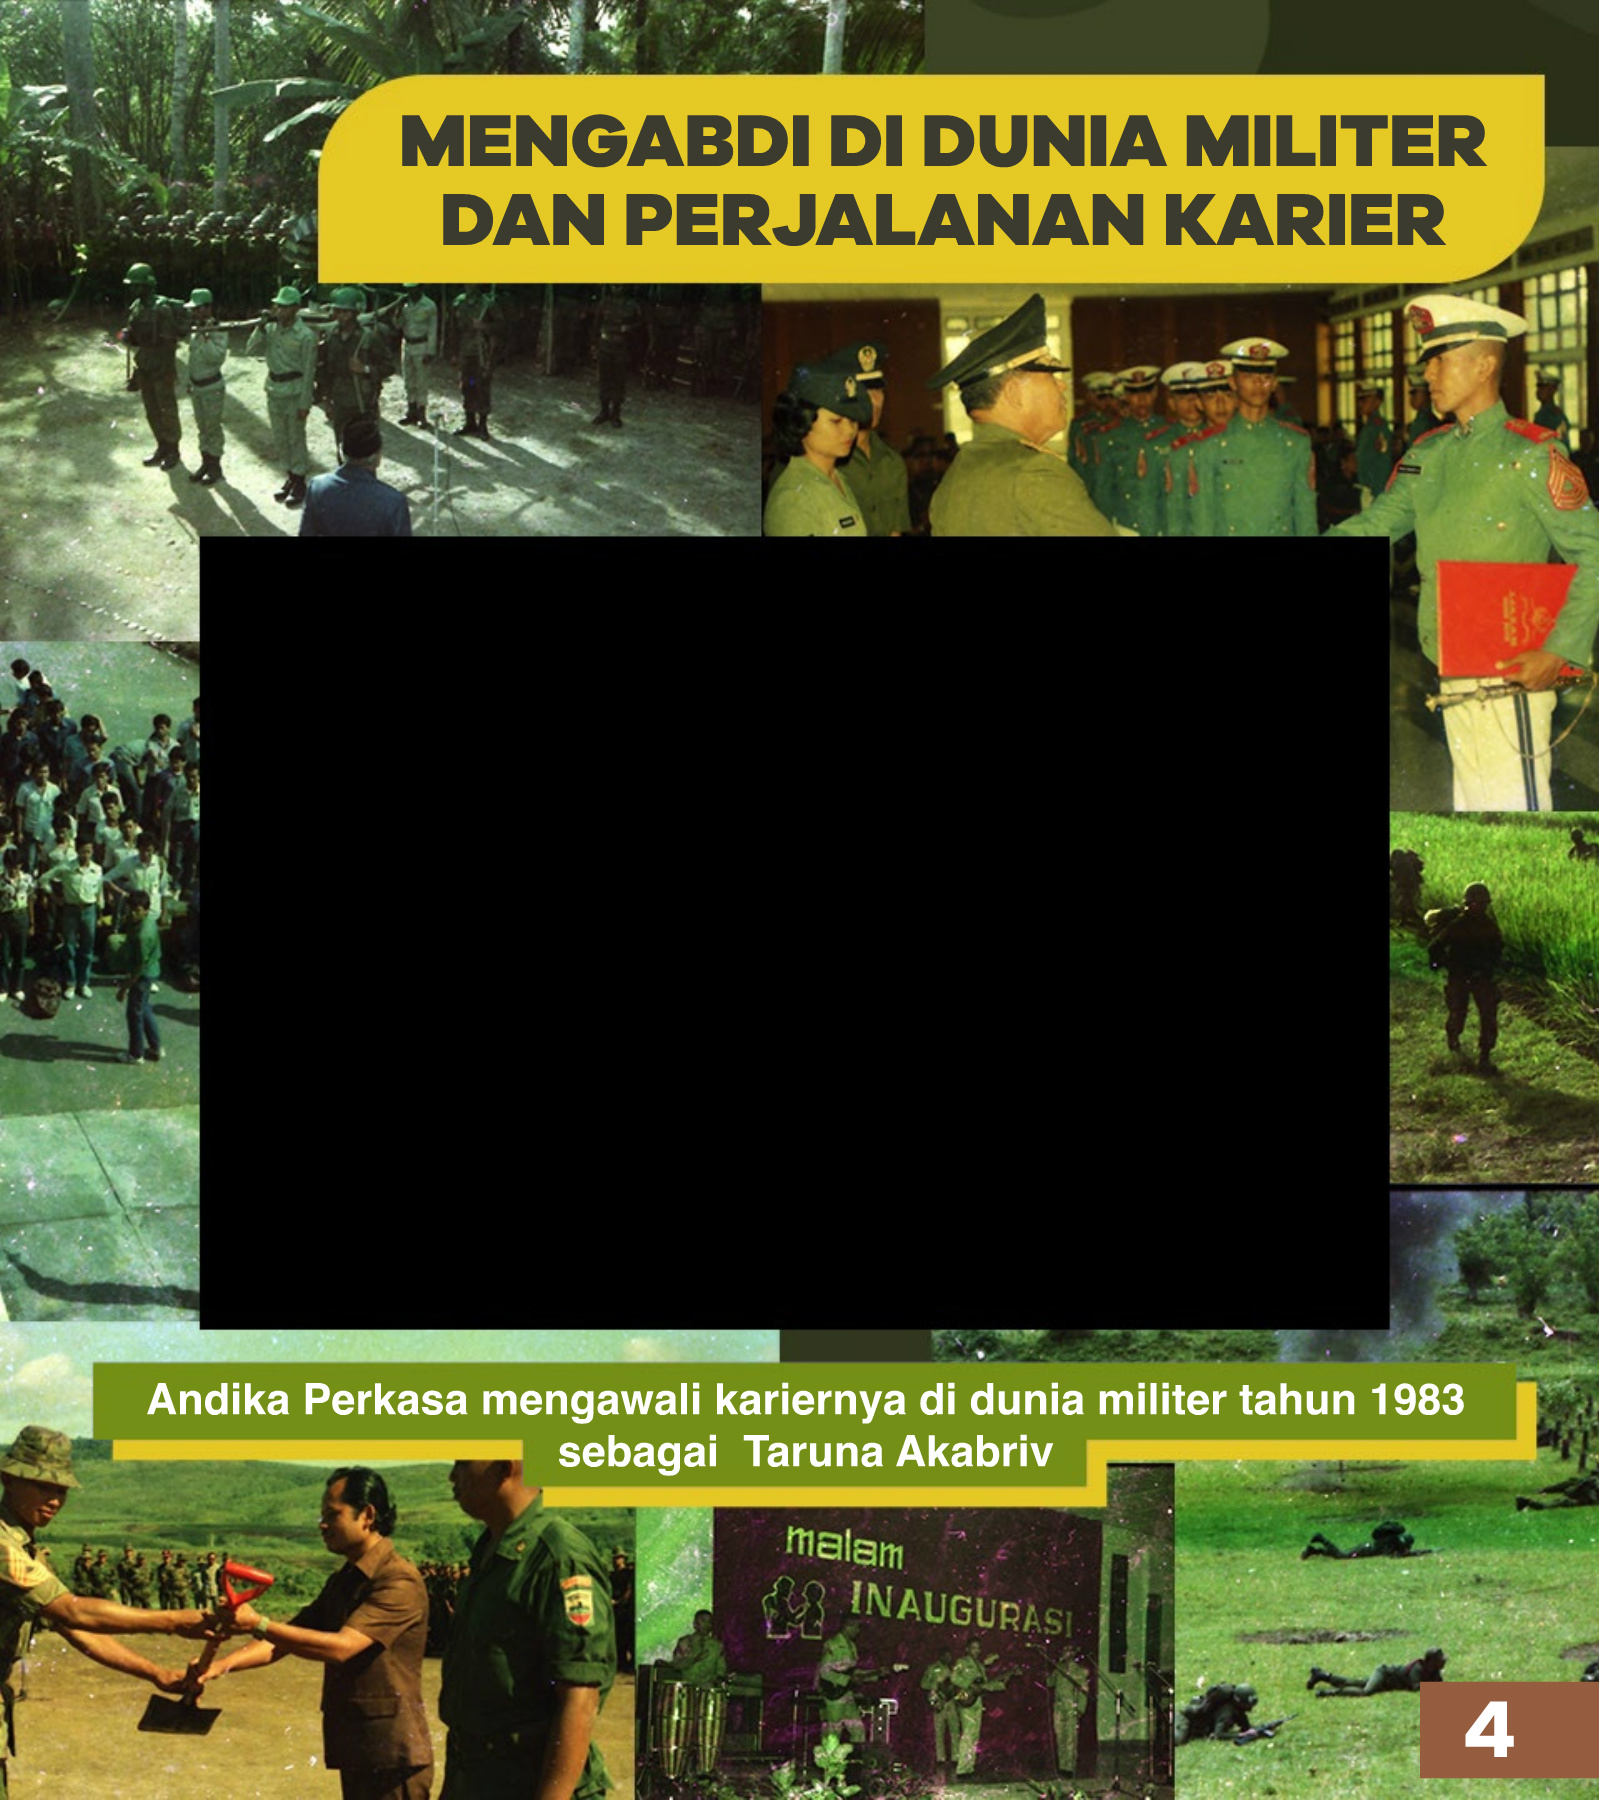 MENGABDI DI DUNIA MILITER
DAN PERJALANAN KARIER
Andika Perkasa mengawali kariernya di dunia militer tahun 1983
sebagai  Taruna Akabriv
malam
INAUGURASI
4